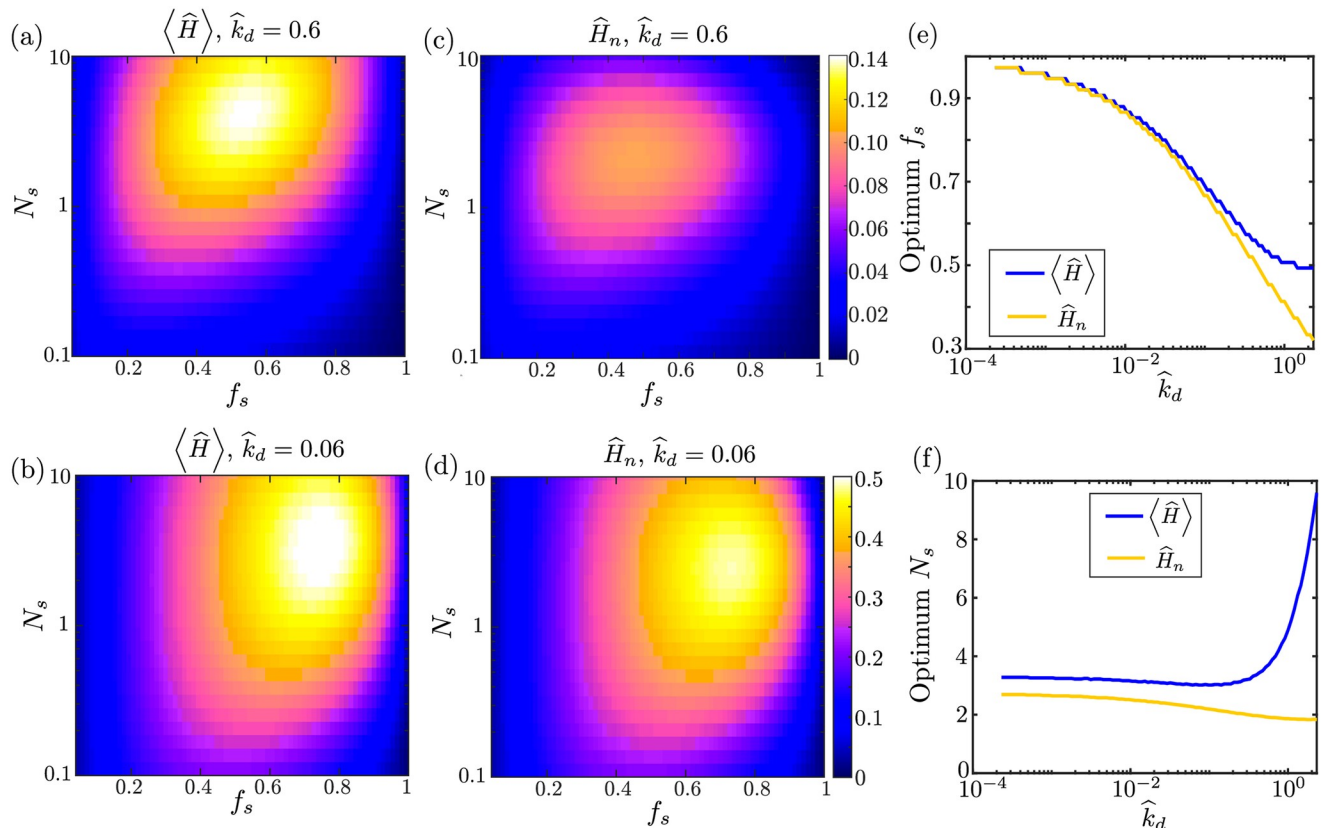 (a)
⟨Ĥ⟩, k̂_d = 0.6
N_s
10
1
0.1
0.2
0.4
0.6
0.8
1
f_s
(c)
Ĥ_n, k̂_d = 0.6
N_s
10
1
0.1
0.2
0.4
0.6
0.8
1
f_s
0.14
0.12
0.10
0.08
0.06
0.04
0.02
0
(e)
Optimum f_s
0.9
0.7
0.5
0.3
⟨Ĥ⟩
Ĥ_n
10⁻⁴
10⁻²
10⁰
k̂_d
(b)
⟨Ĥ⟩, k̂_d = 0.06
N_s
10
1
0.1
0.2
0.4
0.6
0.8
1
f_s
(d)
Ĥ_n, k̂_d = 0.06
N_s
10
1
0.1
0.2
0.4
0.6
0.8
1
f_s
0.5
0.4
0.3
0.2
0.1
0
(f)
Optimum N_s
10
8
6
4
2
0
⟨Ĥ⟩
Ĥ_n
10⁻⁴
10⁻²
10⁰
k̂_d